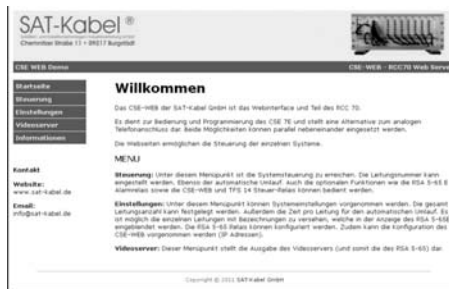 SAT-Kabel ®
Chemnitzer Straße 11 • 09217 Burgstädt
CSE WEB Demo
CSE-WEB - RCC70 Web Serve
Startseite
Steuerung
Einstellungen
Videoserver
Informationen
Kontakt
Website:
www.sat-kabel.de
Email:
info@sat-kabel.de
Willkommen
Das CSE-WEB der SAT-Kabel GmbH ist das Webinterface und Teil des RCC 70.
Es dient zur Bedienung und Programmierung des CSE 7E und stellt eine Alternative zum analogen
Telefonanschluss dar. Beide Möglichkeiten können parallel nebeneinander eingesetzt werden.
Die Webseiten ermöglichen die Steuerung der einzelnen Systeme.
MENU
Steuerung: Unter diesem Menüpunkt ist die Systemsteuerung zu erreichen. Die Leitungsnummer kann
eingestellt werden. Ebenso der automatische Umlauf. Auch die optionalen Funktionen wie die RSA 5-65 E
Alarmrelais sowie die CSE-WEB und TPS 14 Steuer-Relais können bedient werden.
Einstellungen: Unter diesem Menüpunkt können Systemeinstellungen vorgenommen werden. Die gesamt
Leitungsanzahl kann festgelegt werden. Außerdem die Zeit pro Leitung für den automatischen Umlauf. Es
ist möglich die einzelnen Leitungen mit Bezeichnungen zu versehen, welche in der Anzeige des RSA 5-65E
eingeblendet werden. Die RSA 5-65 Relais können konfiguriert werden. Zudem kann die Konfiguration des
CSE-WEB vorgenommen werden (IP Adressen).
Videoserver: Dieser Menüpunkt stellt die Ausgabe des Videoservers (und somit die des RSA 5-65) dar.
Copyright © 2011 SAT-Kabel GmbH